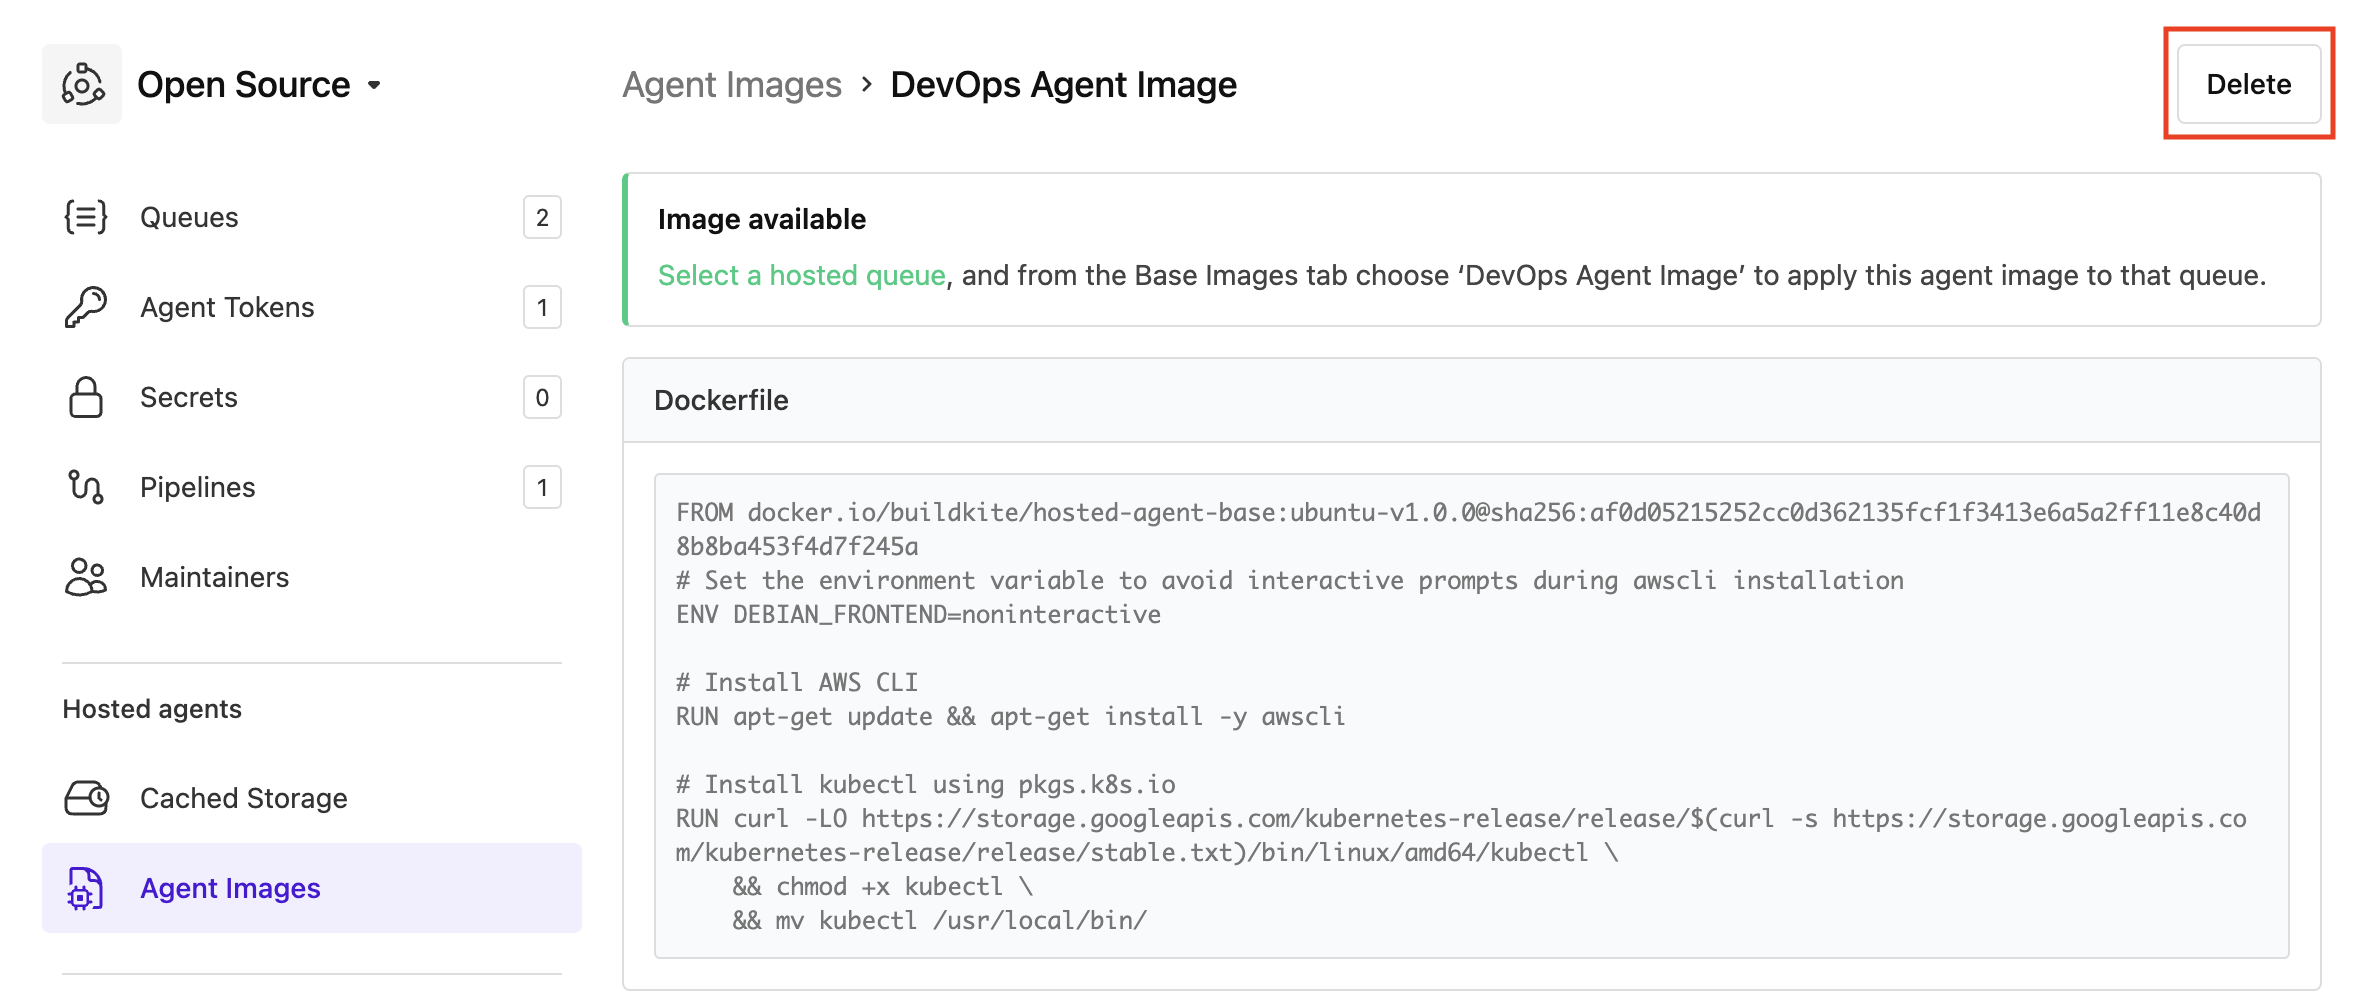 Open Source
Agent Images › DevOps Agent Image
Delete
Queues 2
Agent Tokens 1
Secrets 0
Pipelines 1
Maintainers
Hosted agents
Cached Storage
Agent Images
Image available
Select a hosted queue, and from the Base Images tab choose ‘DevOps Agent Image’ to apply this agent image to that queue.
Dockerfile
FROM docker.io/buildkite/hosted-agent-base:ubuntu-v1.0.0@sha256:af0d05215252cc0d362135fcf1f3413e6a5a2ff11e8c40d
8b8ba453f4d7f245a
# Set the environment variable to avoid interactive prompts during awscli installation
ENV DEBIAN_FRONTEND=noninteractive
# Install AWS CLI
RUN apt-get update && apt-get install -y awscli
# Install kubectl using pkgs.k8s.io
RUN curl -LO https://storage.googleapis.com/kubernetes-release/release/$(curl -s https://storage.googleapis.co
m/kubernetes-release/release/stable.txt)/bin/linux/amd64/kubectl \
    && chmod +x kubectl \
    && mv kubectl /usr/local/bin/